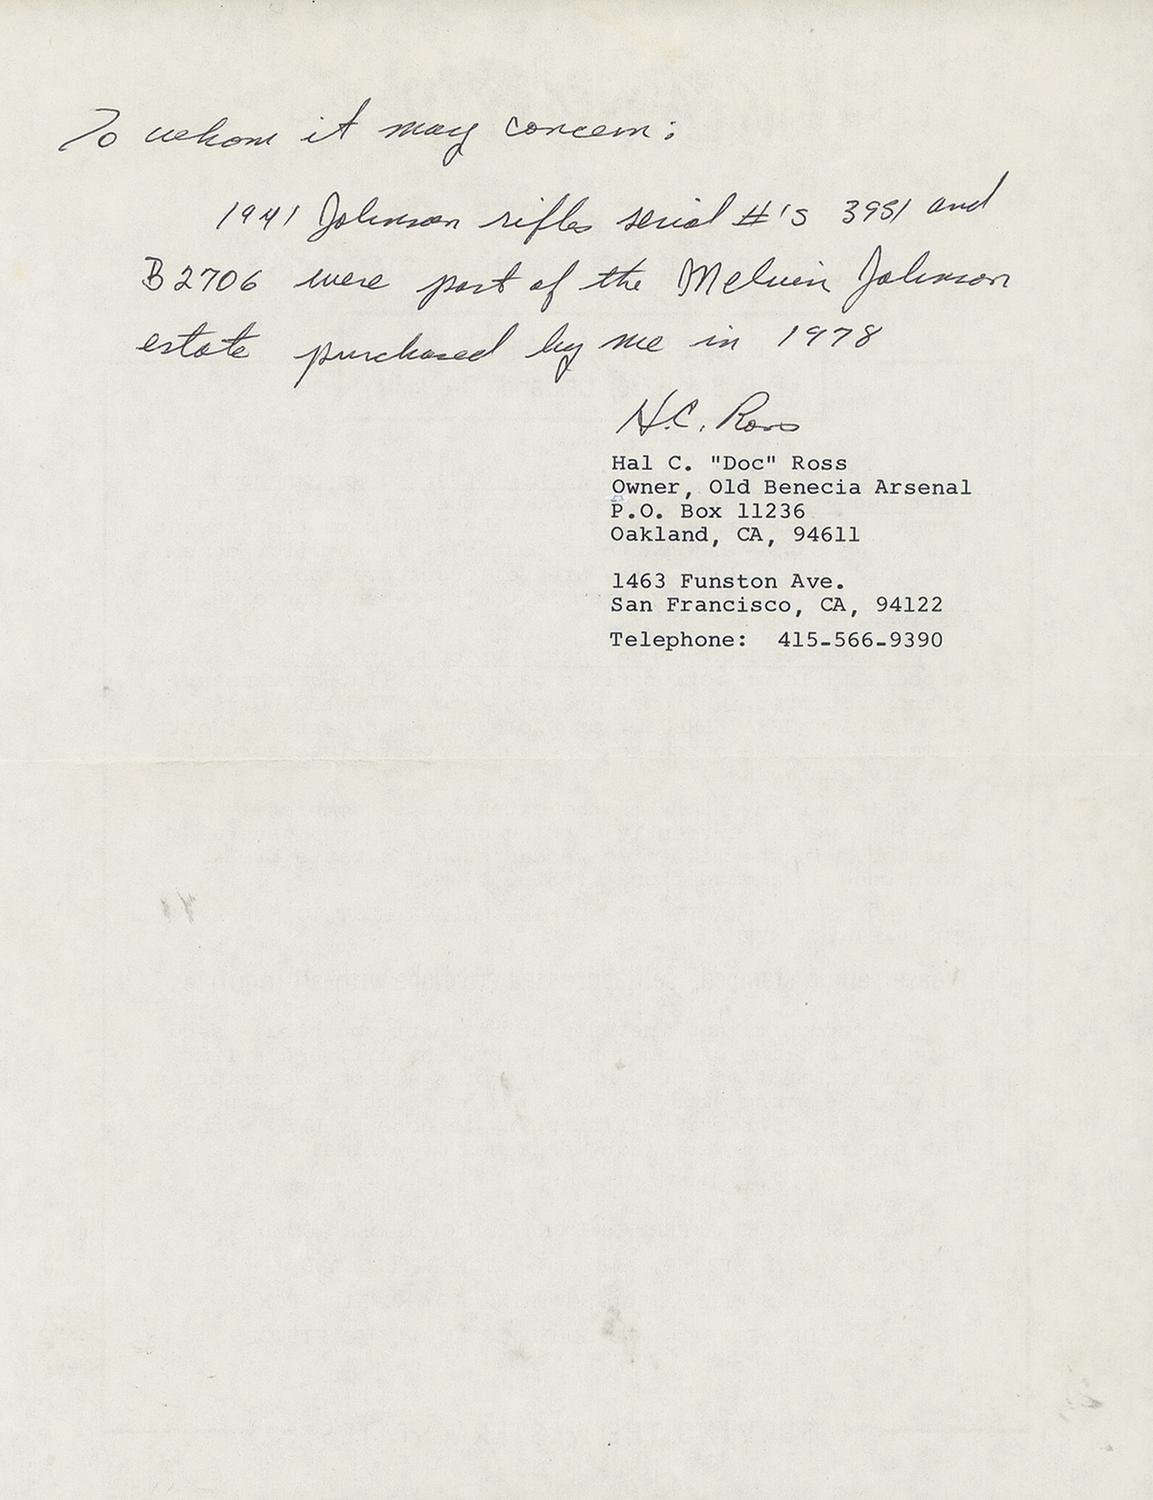 To whom it may concern:
1941 Johnson rifles serial #'s 3951 and
B2706 were part of the Melvin Johnson
estate purchased by me in 1978
H.C. Ross
Hal C. "Doc" Ross
Owner, Old Benecia Arsenal
P.O. Box 11236
Oakland, CA, 94611
1463 Funston Ave.
San Francisco, CA, 94122
Telephone: 415-566-9390